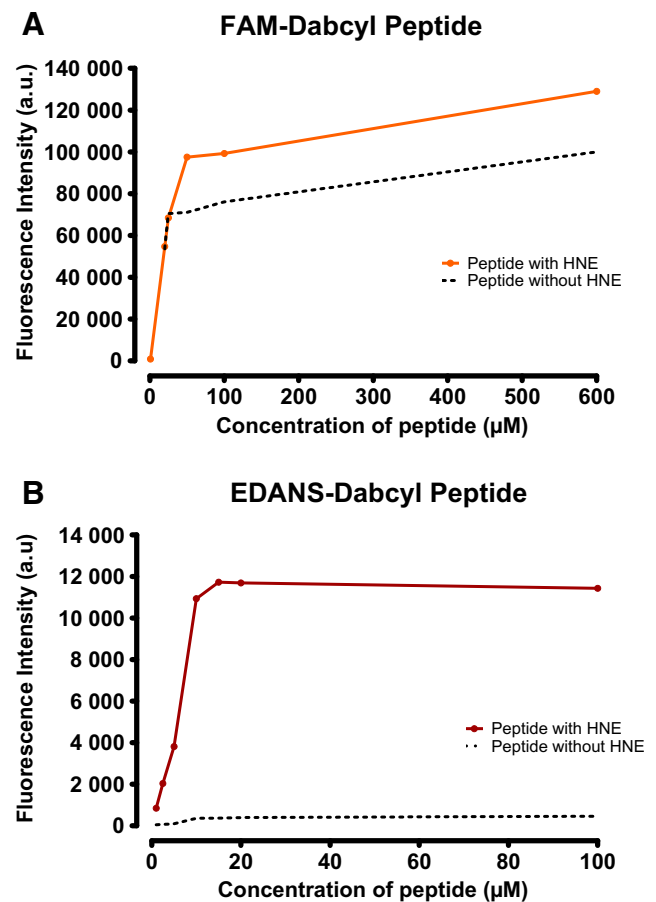 A
FAM-Dabcyl Peptide
Fluorescence Intensity (a.u.)
140 000
120 000
100 000
80 000
60 000
40 000
20 000
0
Peptide with HNE
Peptide without HNE
0 100 200 300 400 500 600
Concentration of peptide (µM)
B
EDANS-Dabcyl Peptide
Fluorescence Intensity (a.u)
14 000
12 000
10 000
8 000
6 000
4 000
2 000
0
Peptide with HNE
Peptide without HNE
0 20 40 60 80 100
Concentration of peptide (µM)